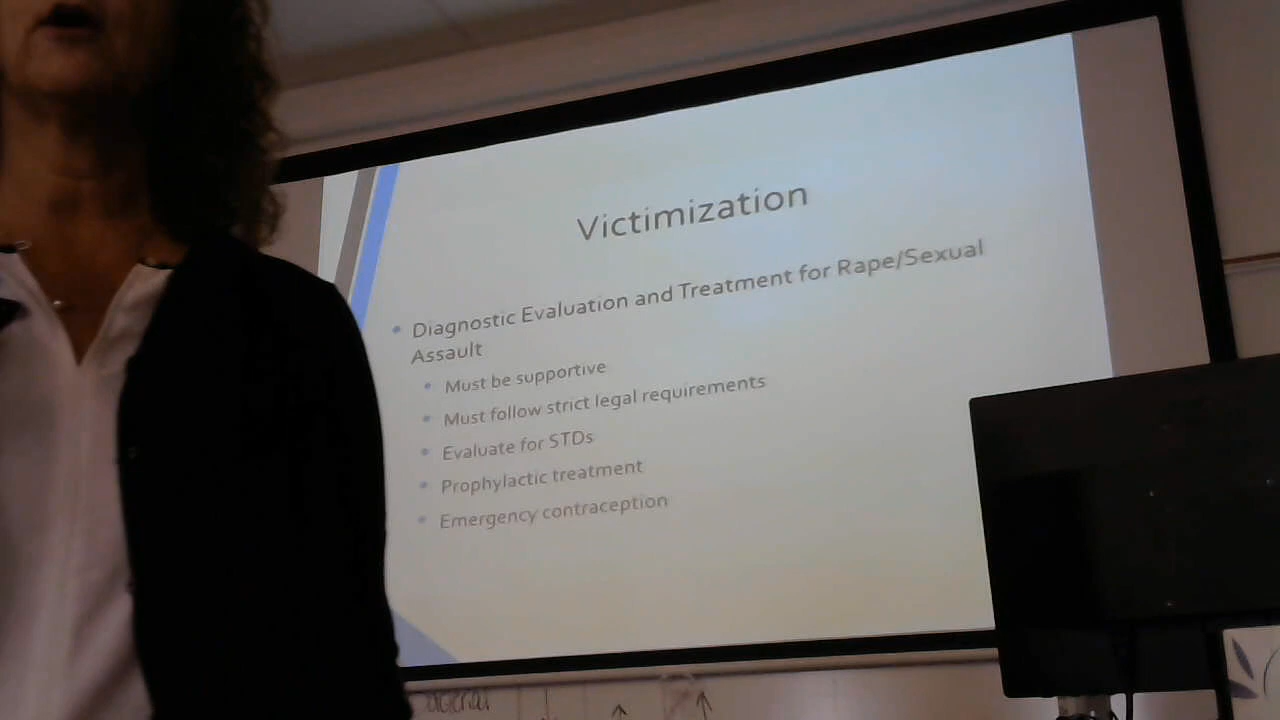 Victimization
• Diagnostic Evaluation and Treatment for Rape/Sexual
Assault
• Must be supportive
• Must follow strict legal requirements
• Evaluate for STDs
• Prophylactic treatment
• Emergency contraception